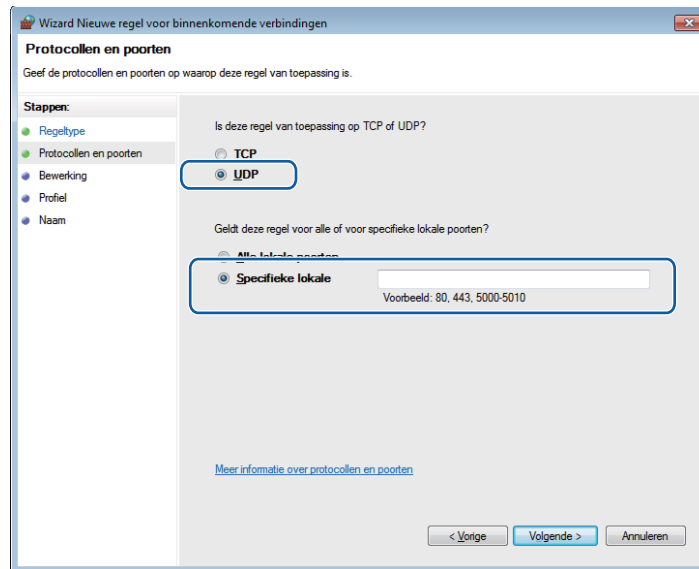 Wizard Nieuwe regel voor binnenkomende verbindingen
Protocollen en poorten
Geef de protocollen en poorten op waarop deze regel van toepassing is.
Stappen:
Regeltype
Protocollen en poorten
Bewerking
Profiel
Naam
Is deze regel van toepassing op TCP of UDP?
TCP
UDP
Geldt deze regel voor alle of voor specifieke lokale poorten?
Alle lokale poorten
Specifieke lokale
Voorbeeld: 80, 443, 5000-5010
Meer informatie over protocollen en poorten
< Vorige
Volgende >
Annuleren